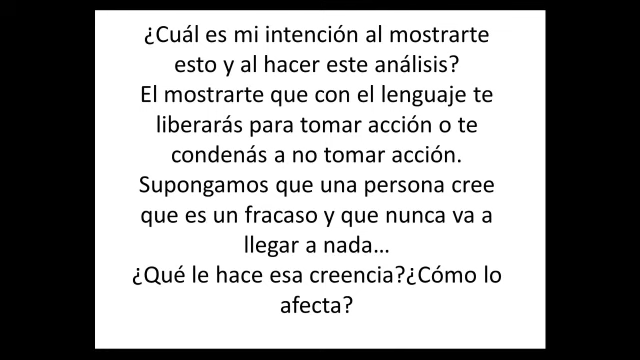 ¿Cuál es mi intención al mostrarte
esto y al hacer este análisis?
El mostrarte que con el lenguaje te
liberarás para tomar acción o te
condenás a no tomar acción.
Supongamos que una persona cree
que es un fracaso y que nunca va a
llegar a nada...
¿Qué le hace esa creencia?¿Cómo lo
afecta?